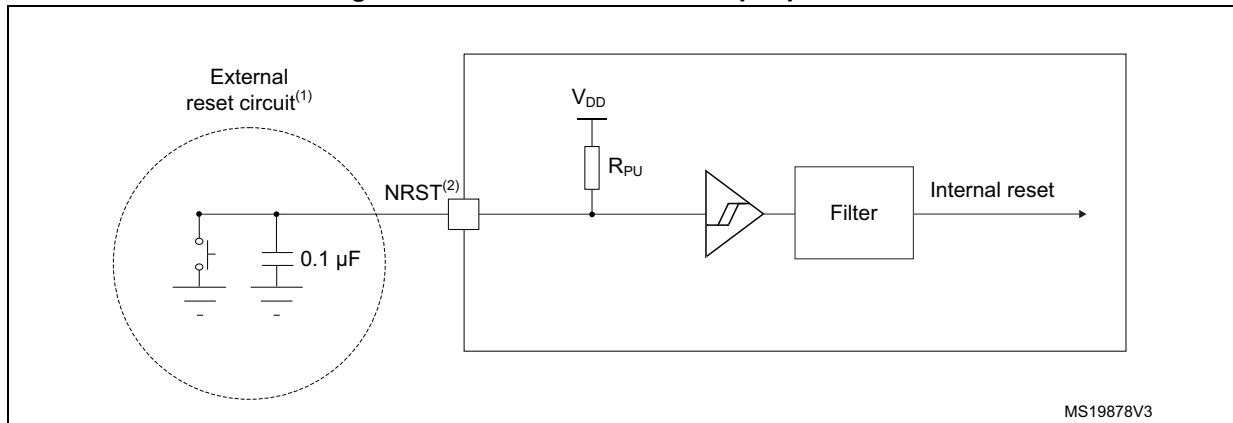 External
reset circuit(1)
VDD
RPU
NRST(2)
Internal reset
Filter
0.1 µF
MS19878V3